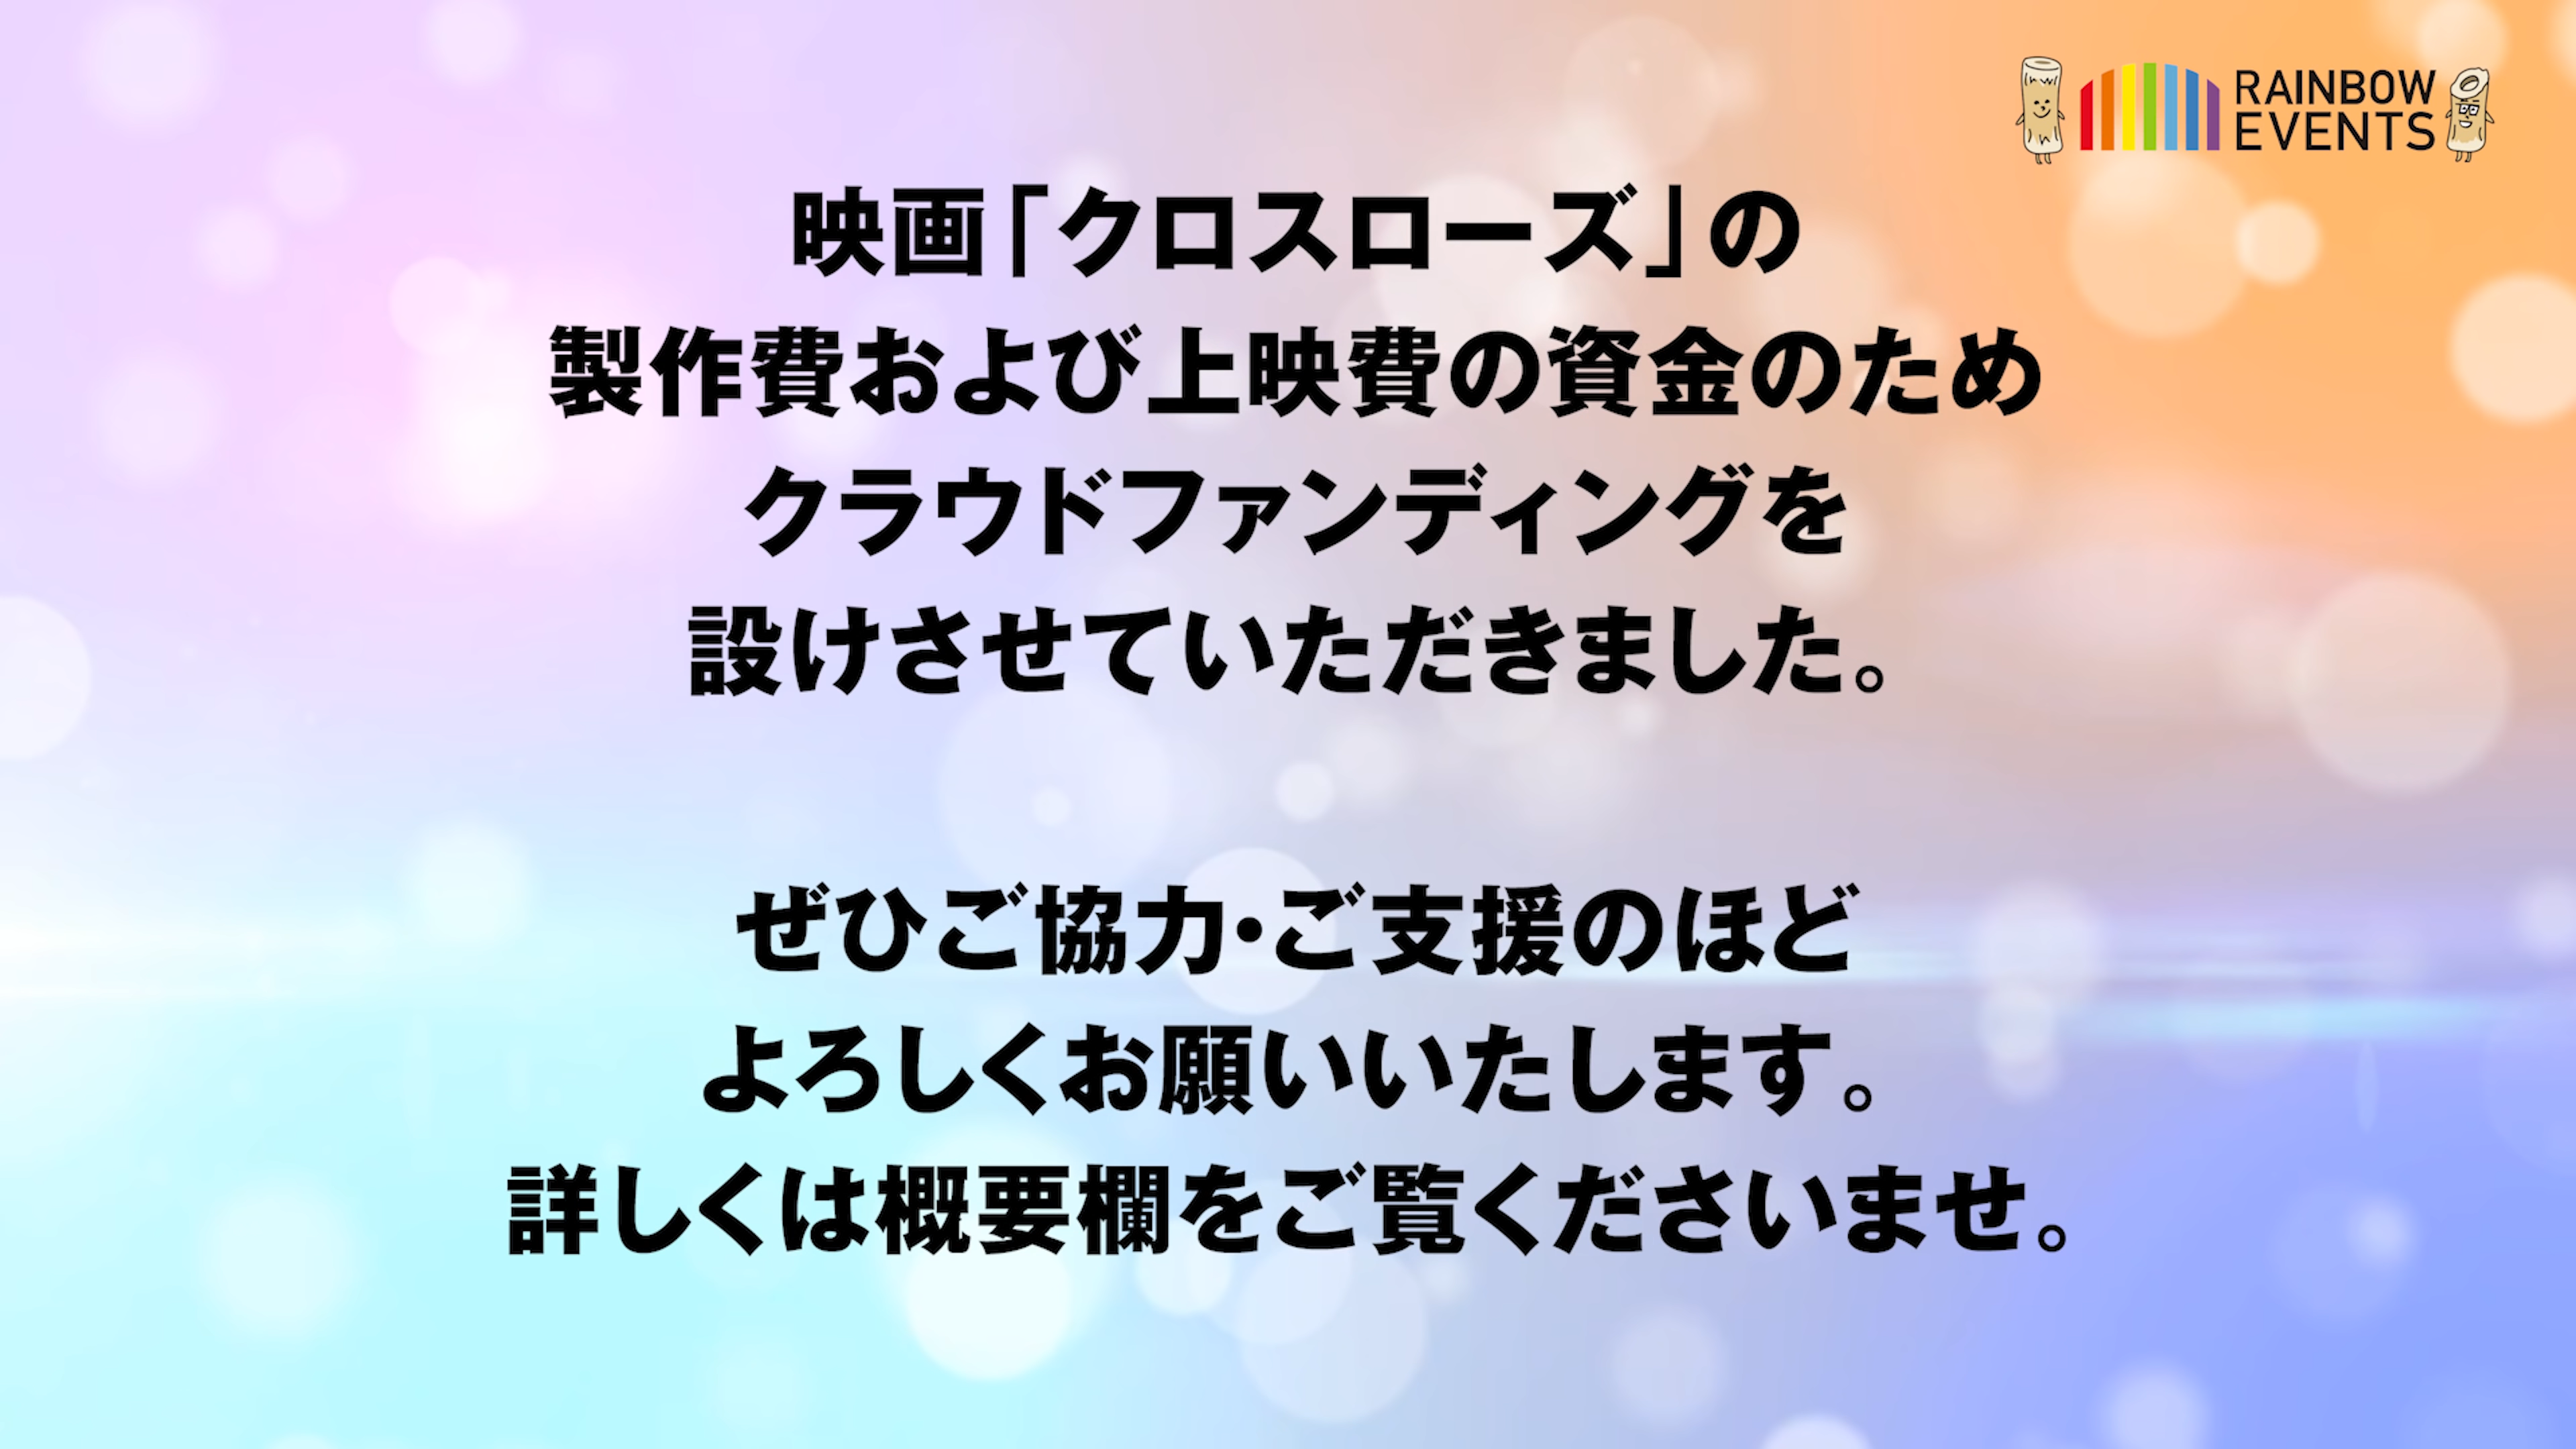 RAINBOW
EVENTS
映画「クロスローズ」の
製作費および上映費の資金のため
クラウドファンディングを
設けさせていただきました。
ぜひご協力・ご支援のほど
よろしくお願いいたします。
詳しくは概要欄をご覧くださいませ。